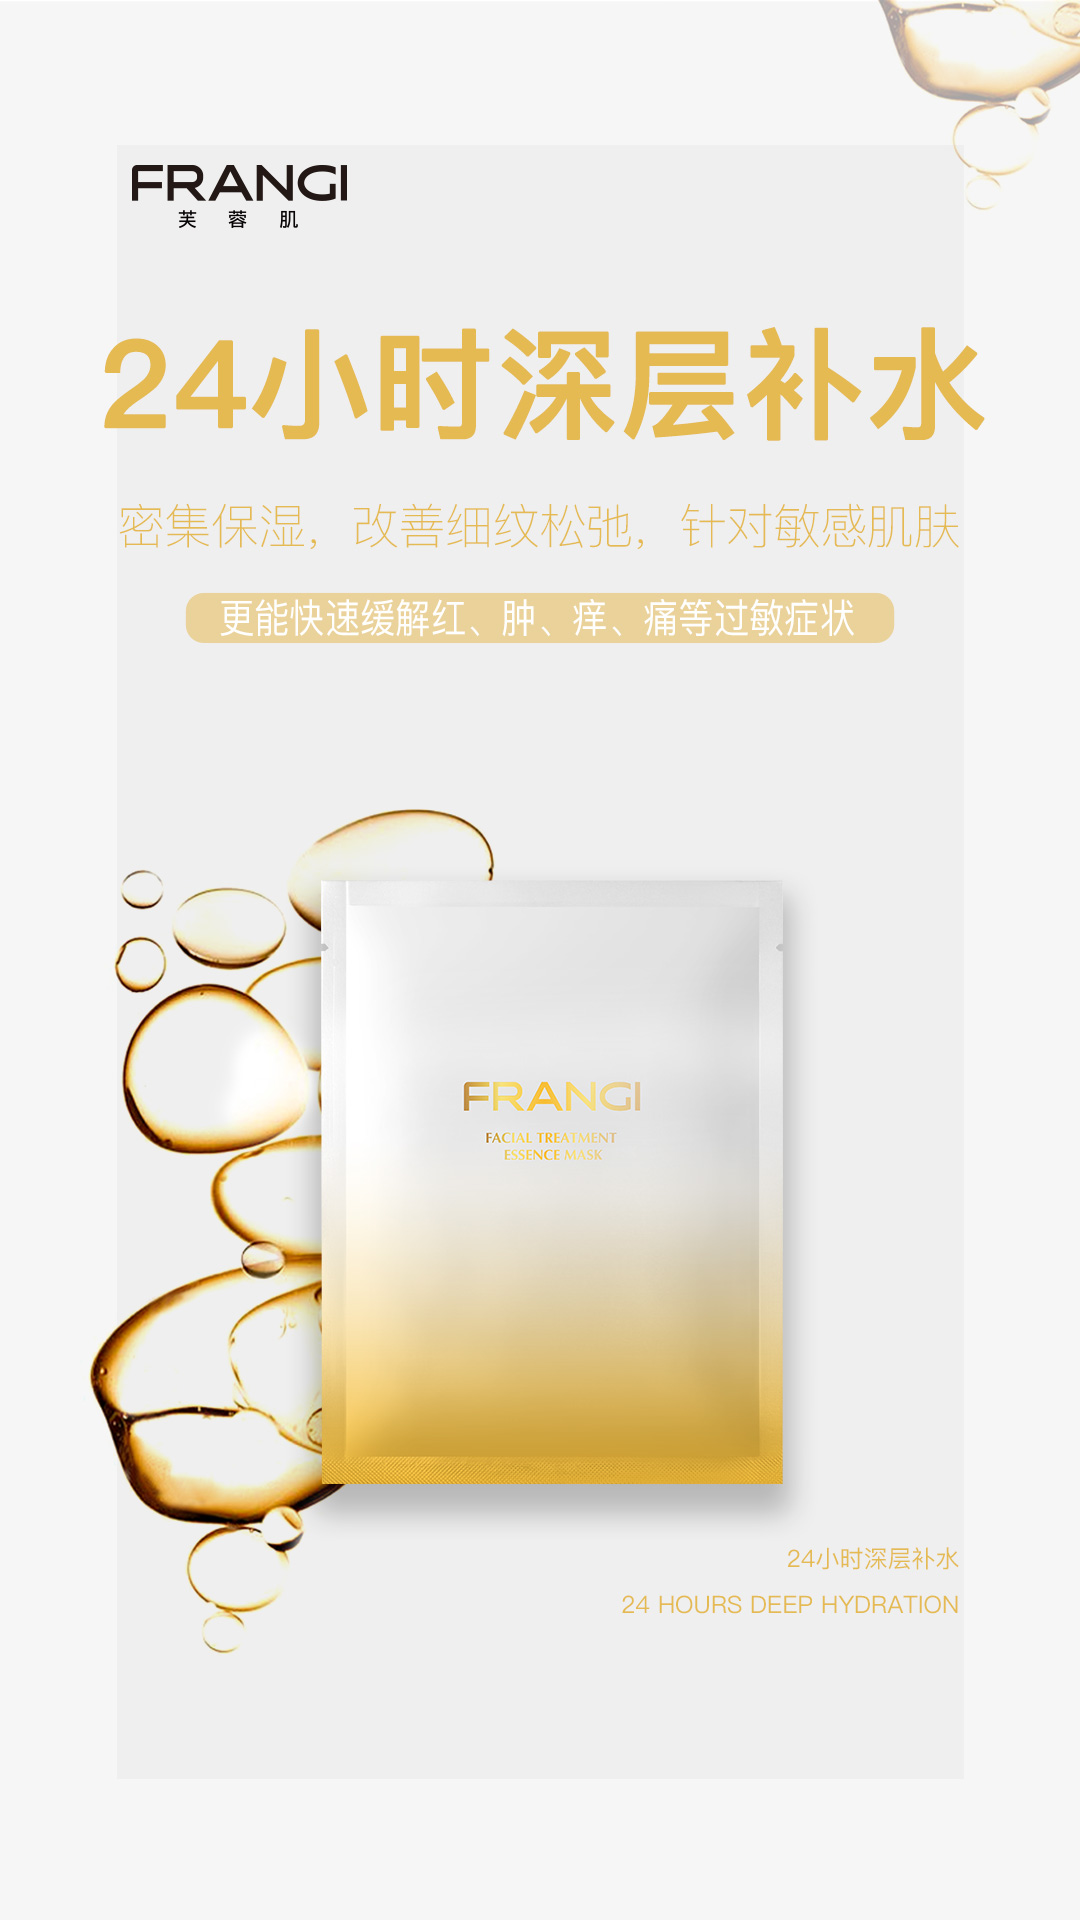 FRANGI
芙蓉肌
24小时深层补水
密集保湿，改善细纹松弛，针对敏感肌肤
更能快速缓解红、肿、痒、痛等过敏症状
FRANGI
FACIAL TREATMENT
ESSENCE MASK
24小时深层补水
24 HOURS DEEP HYDRATION